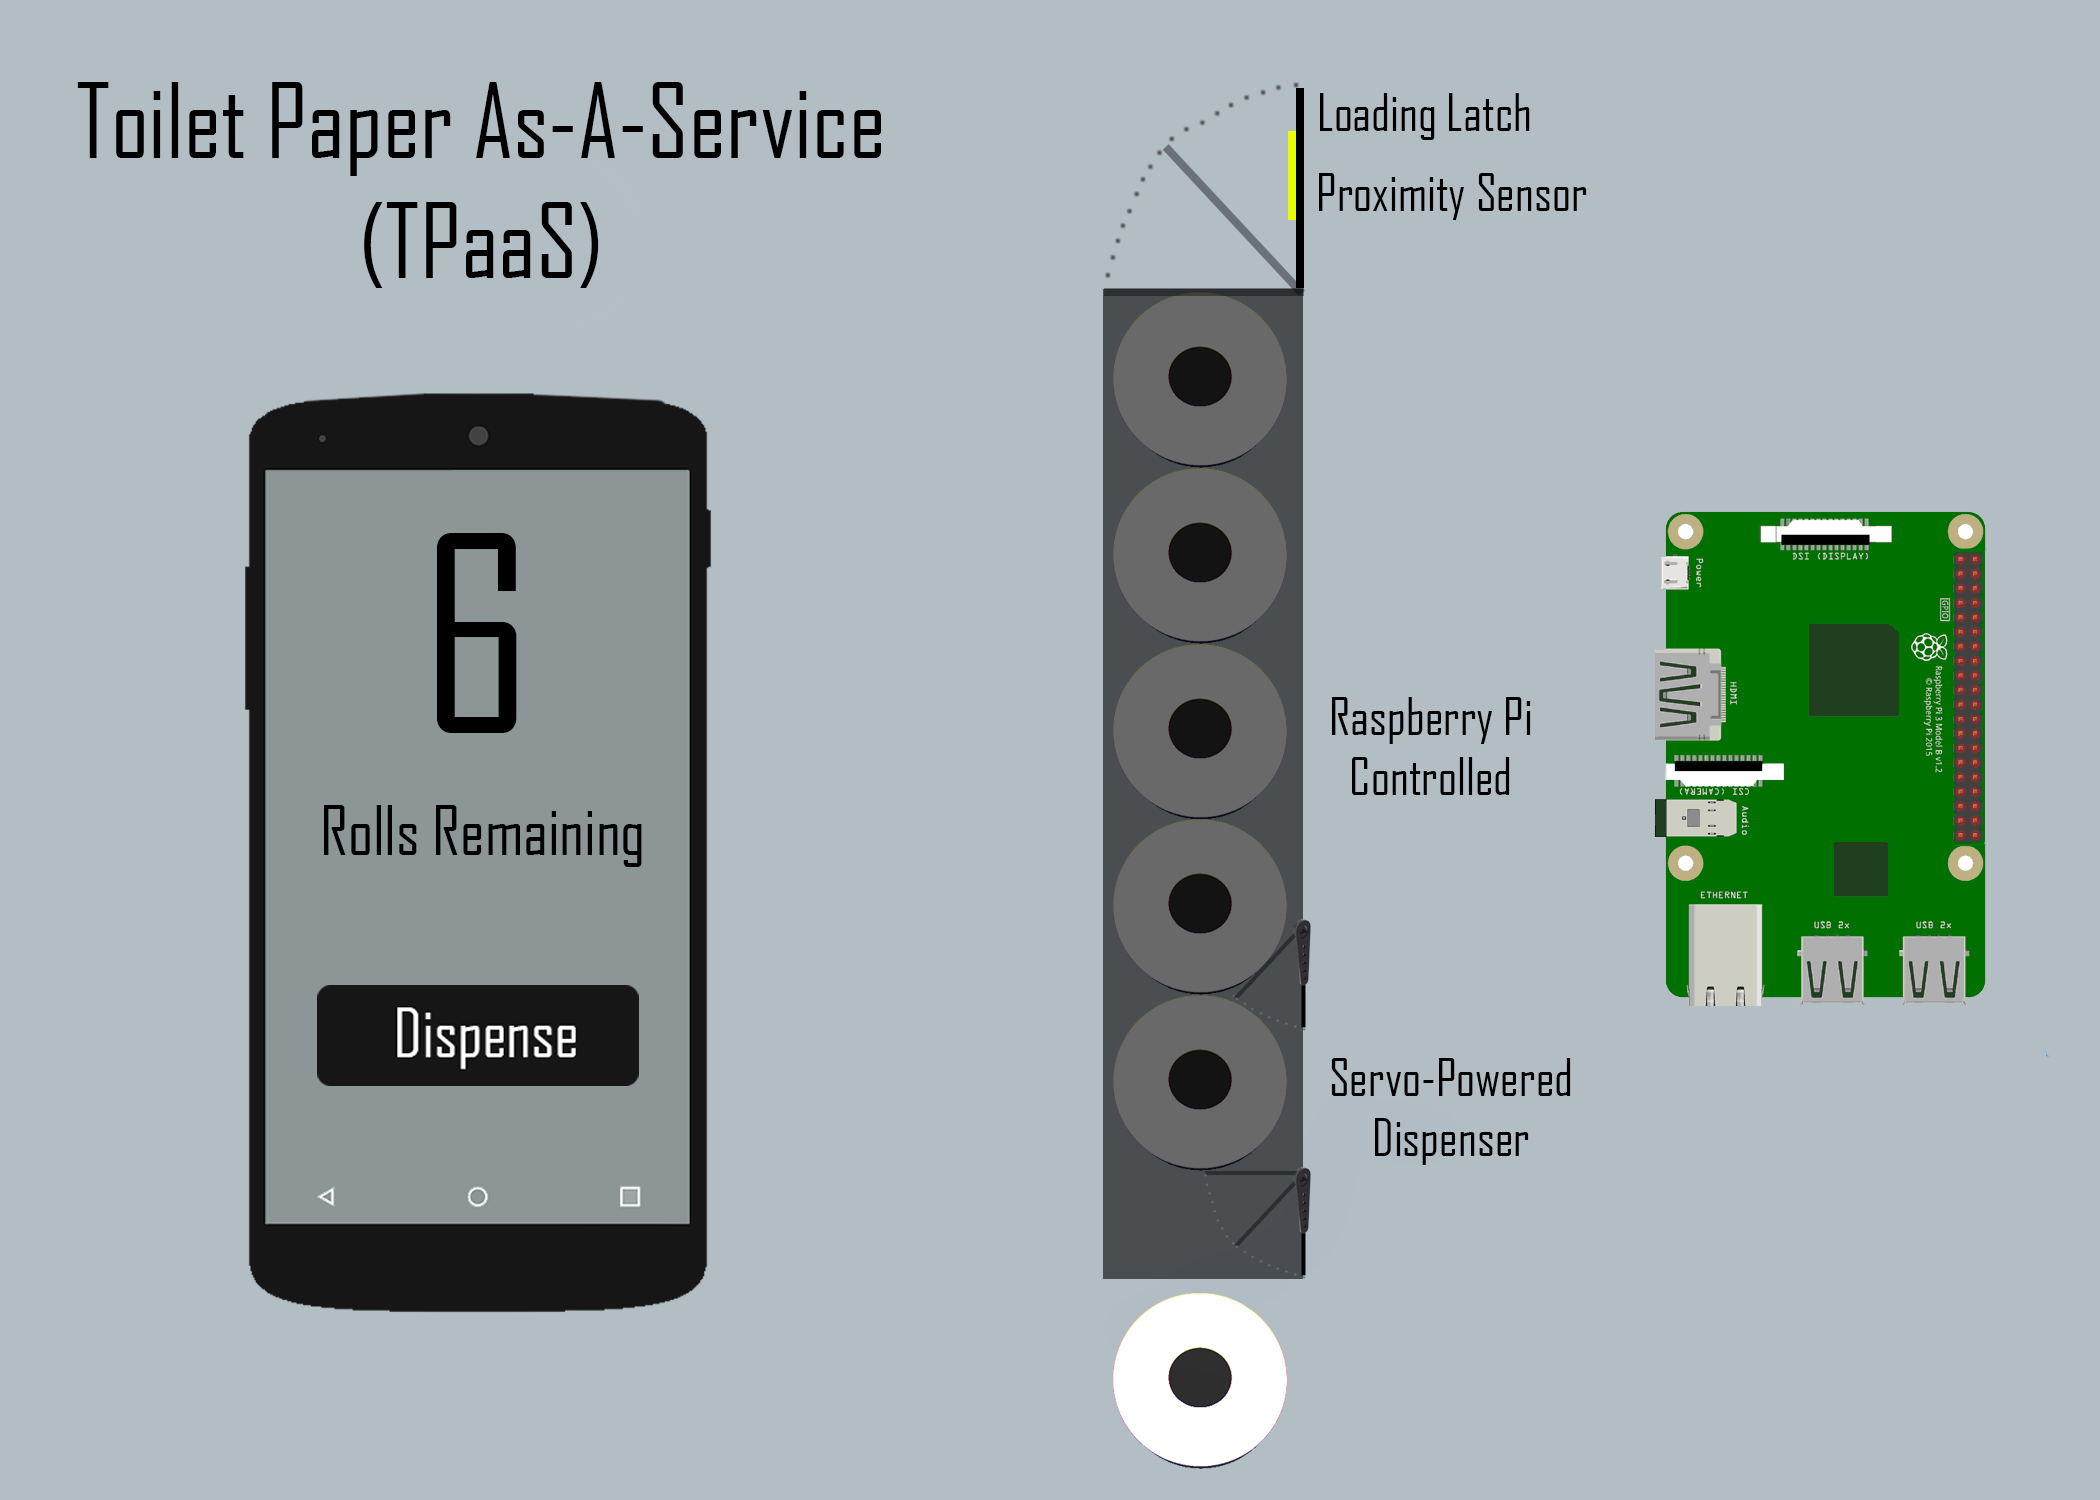 Toilet Paper As-A-Service
(TPaaS)
Loading Latch
Proximity Sensor
6
Rolls Remaining
Dispense
Raspberry Pi
Controlled
Servo-Powered
Dispenser
DSI (DISPLAY)
Power
GPIO
HDMI
Raspberry Pi 3 Model B v1.2
© Raspberry Pi 2015
CSI (CAMERA)
Audio
ETHERNET
USB 2x
USB 2x